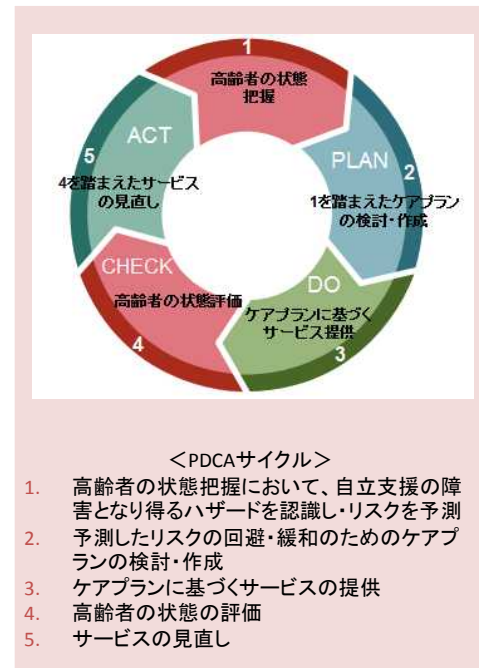 1
高齢者の状態
把握
PLAN
2
1を踏まえたケアプラン
の検討・作成
DO
ケアプランに基づく
サービス提供
3
CHECK
高齢者の状態評価
4
ACT
5
4を踏まえたサービス
の見直し
＜PDCAサイクル＞
1. 高齢者の状態把握において、自立支援の障
害となり得るハザードを認識し・リスクを予測
2. 予測したリスクの回避・緩和のためのケアプ
ランの検討・作成
3. ケアプランに基づくサービスの提供
4. 高齢者の状態の評価
5. サービスの見直し